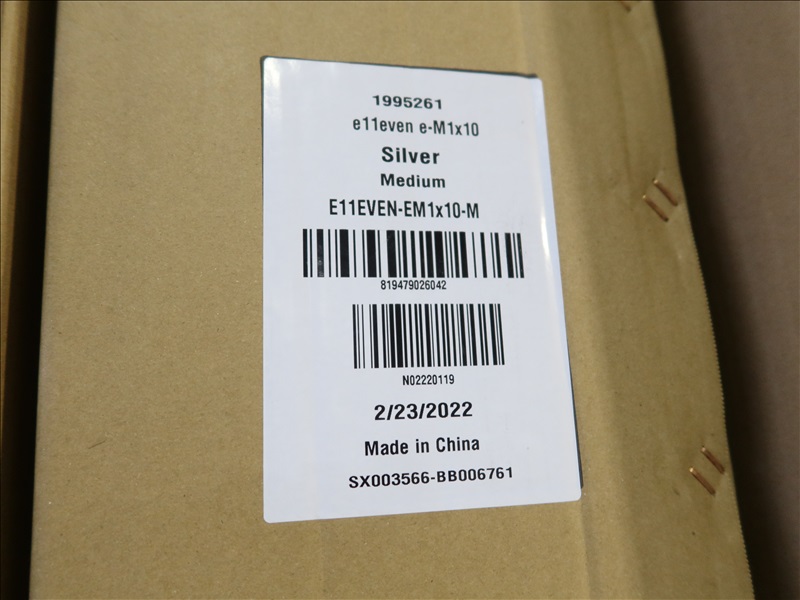 1995261
e11even e-M1x10
Silver
Medium
E11EVEN-EM1x10-M
819479026042
N02220119
2/23/2022
Made in China
SX003566-BB006761